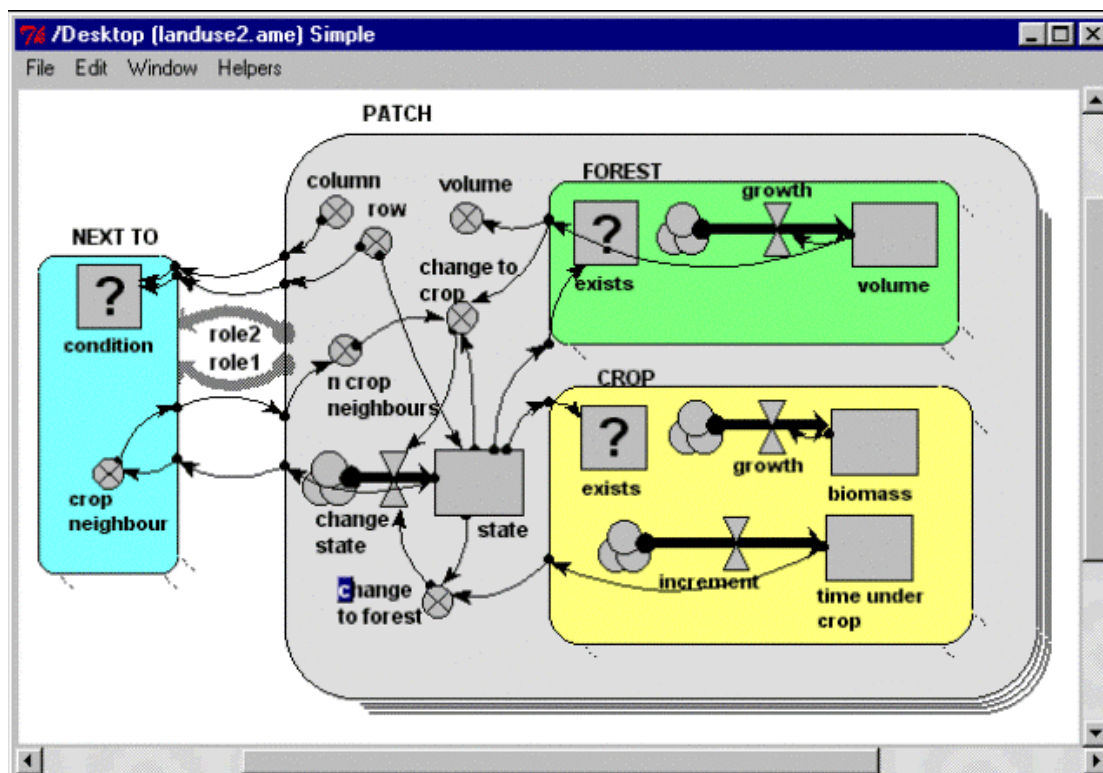 /Desktop (landuse2.ame) Simple
File Edit Window Helpers
PATCH
column
row
volume
FOREST
growth
?
exists
volume
NEXT TO
?
condition
role2
role1
change to
crop
n crop
neighbours
CROP
?
exists
growth
biomass
crop
neighbour
change
state
state
increment
time under
crop
change
to forest